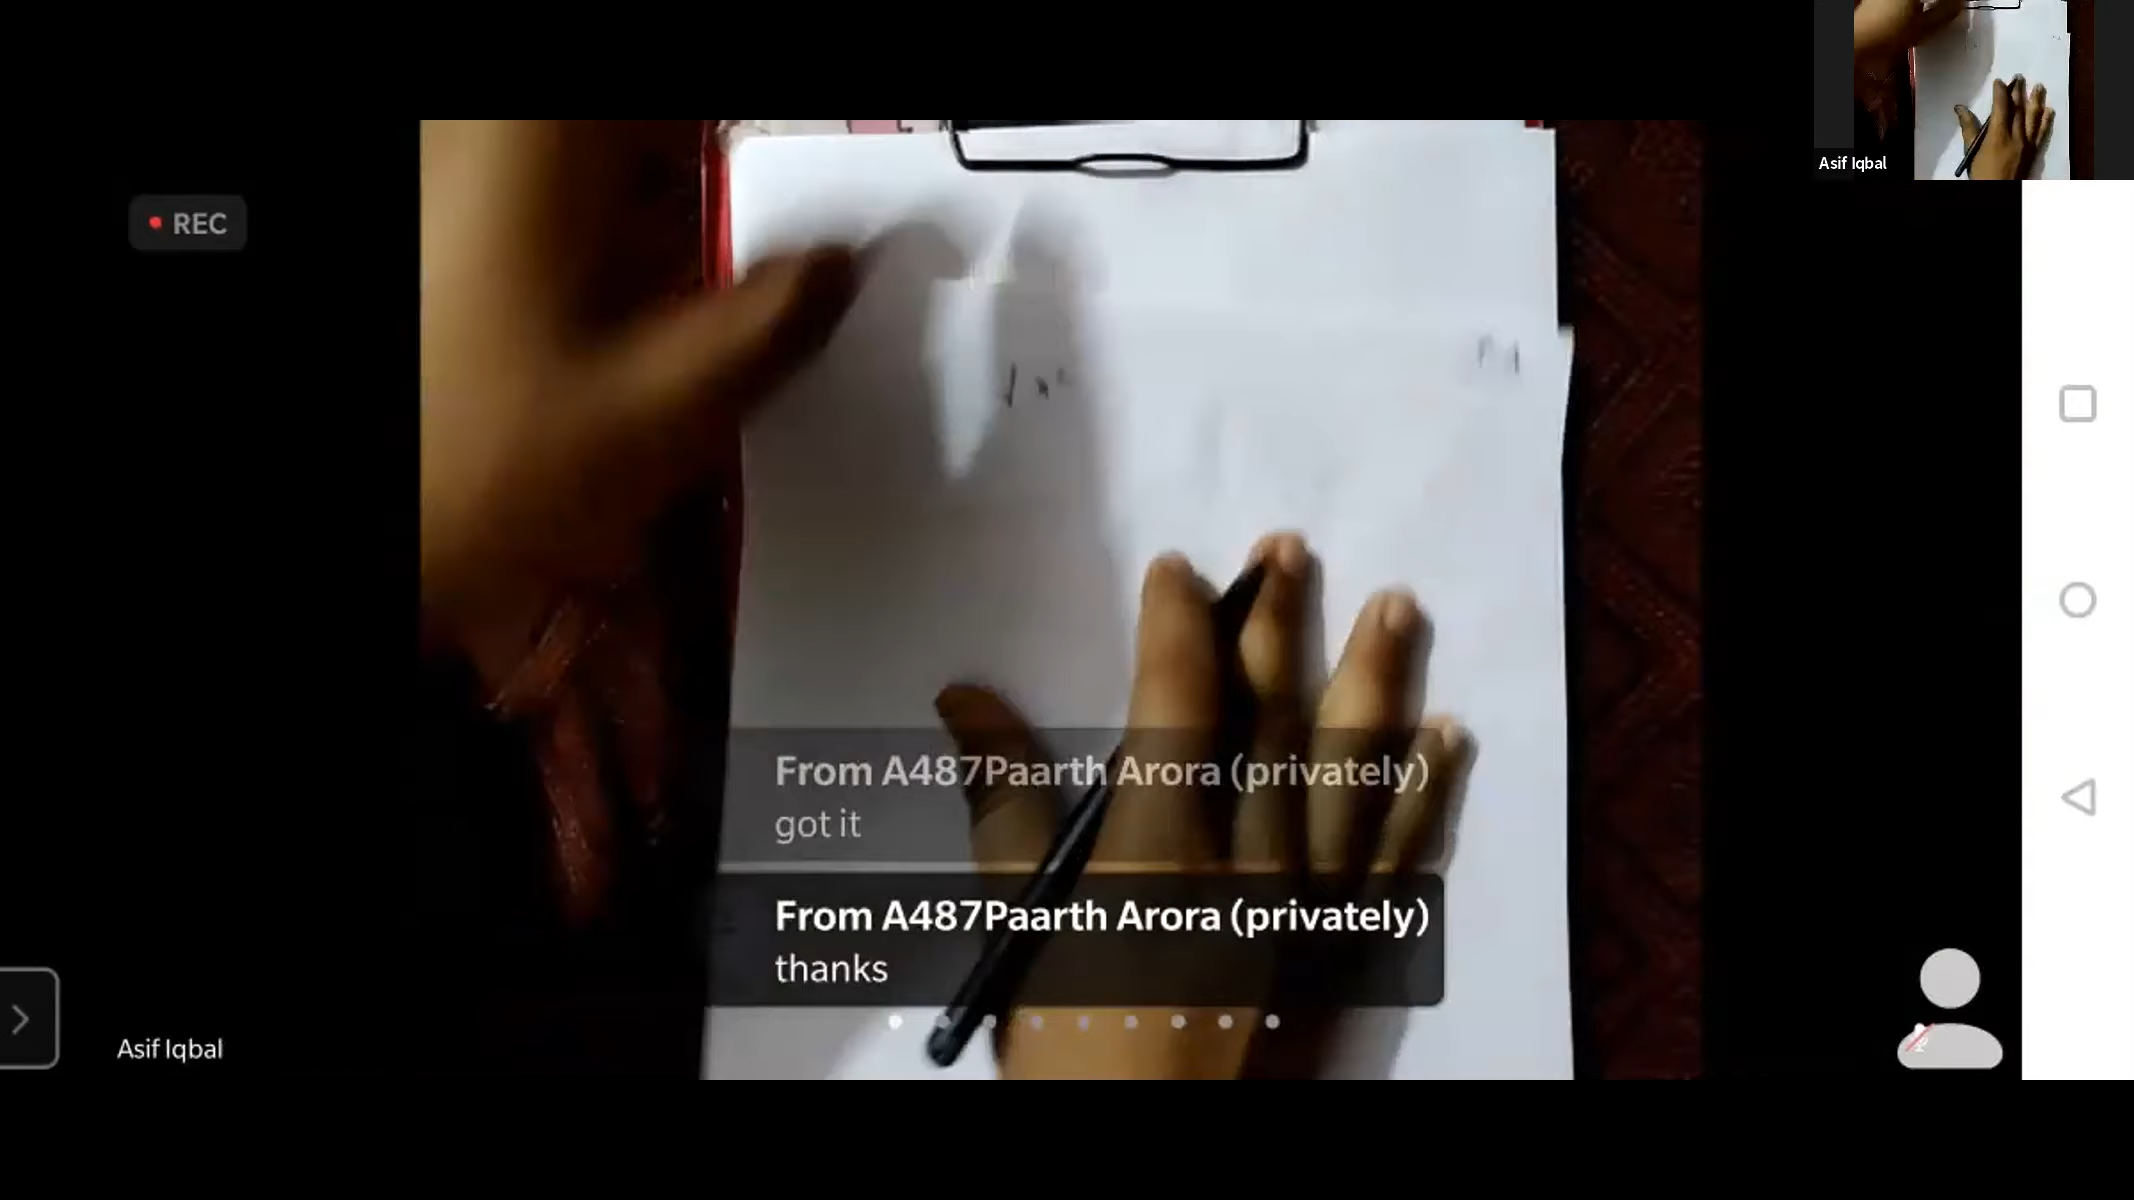 Asif Iqbal
REC
From A487Paarth Arora (privately)
got it
From A487Paarth Arora (privately)
thanks
Asif Iqbal